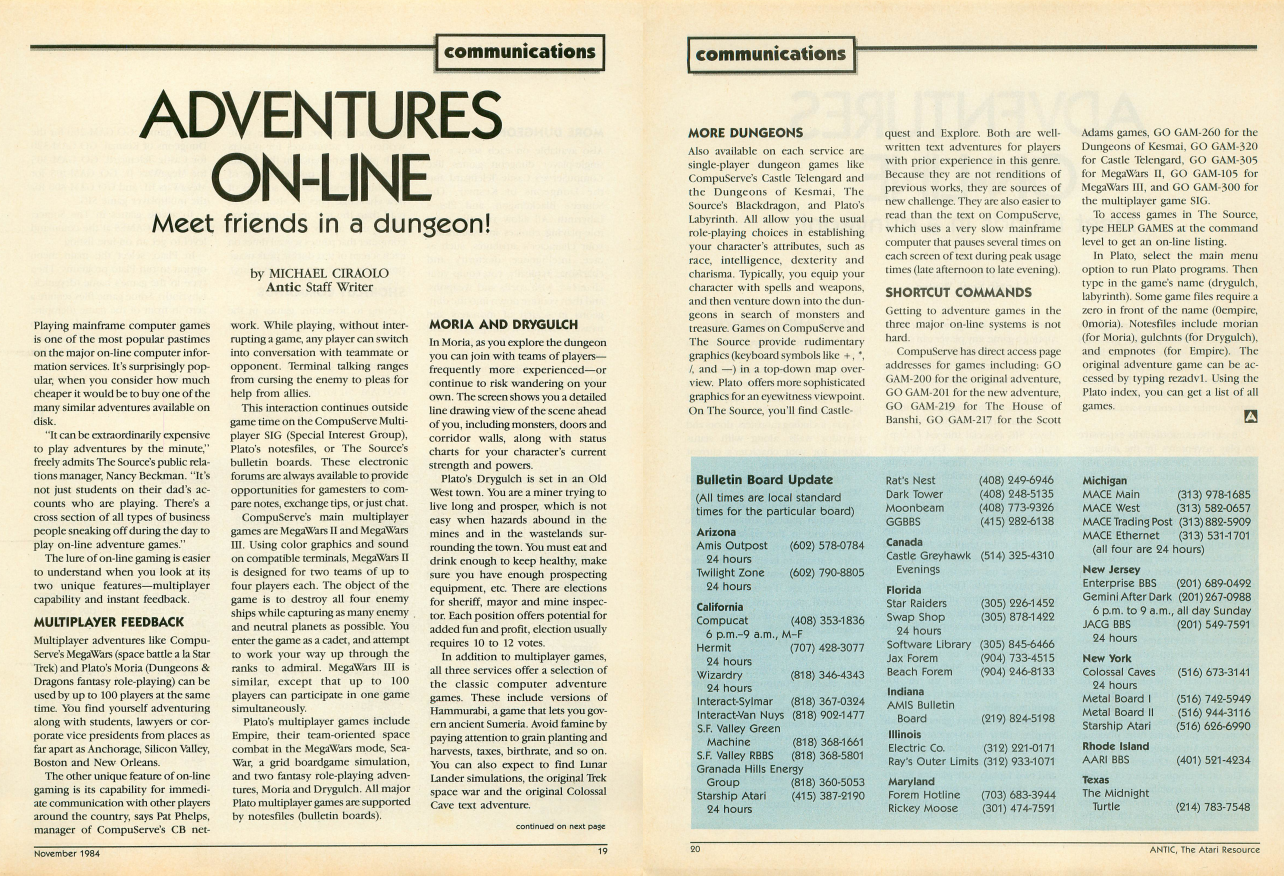 communications
ADVENTURES
ON-LINE
Meet friends in a dungeon!
by MICHAEL CIRAOLO
Antic Staff Writer
Playing mainframe computer games
is one of the most popular pastimes
on the major on-line computer infor-
mation services. It's surprisingly pop-
ular, when you consider how much
cheaper it would be to buy one of the
many similar adventures available on
disk.
"It can be extraordinarily expensive
to play adventures by the minute,"
freely admits The Source's public rela-
tions manager, Nancy Beckman. "It's
not just students on their dad's ac-
counts who are playing. There's a
cross section of all types of business
people sneaking off during the day to
play on-line adventure games."
The lure of on-line gaming is easier
to understand when you look at its
two unique features—multiplayer
capability and instant feedback.
MULTIPLAYER FEEDBACK
Multiplayer adventures like Compu-
Serve's MegaWars (space battle a la Star
Trek) and Plato's Moria (Dungeons &
Dragons fantasy role-playing) can be
used by up to 100 players at the same
time. You find yourself adventuring
along with students, lawyers or cor-
porate vice presidents from places as
far apart as Anchorage, Silicon Valley,
Boston and New Orleans.
The other unique feature of on-line
gaming is its capability for immedi-
ate communication with other players
around the country, says Pat Phelps,
manager of CompuServe's CB net-
work. While playing, without inter-
rupting a game, any player can switch
into conversation with teammate or
opponent. Terminal talking ranges
from cursing the enemy to pleas for
help from allies.
This interaction continues outside
game time on the CompuServe Multi-
player SIG (Special Interest Group),
Plato's notesfiles, or The Source's
bulletin boards. These electronic
forums are always available to provide
opportunities for gamesters to com-
pare notes, exchange tips, or just chat.
CompuServe's main multiplayer
games are MegaWars II and MegaWars
III. Using color graphics and sound
on compatible terminals, MegaWars II
is designed for two teams of up to
four players each. The object of the
game is to destroy all four enemy
ships while capturing as many enemy
and neutral planets as possible. You
enter the game as a cadet, and attempt
to work your way up through the
ranks to admiral. MegaWars III is
similar, except that up to 100
players can participate in one game
simultaneously.
Plato's multiplayer games include
Empire, their team-oriented space
combat in the MegaWars mode, Sea-
War, a grid boardgame simulation,
and two fantasy role-playing adven-
tures, Moria and Drygulch. All major
Plato multiplayer games are supported
by notesfiles (bulletin boards).
MORIA AND DRYGULCH
In Moria, as you explore the dungeon
you can join with teams of players—
frequently more experienced—or
continue to risk wandering on your
own. The screen shows you a detailed
line drawing view of the scene ahead
of you, including monsters, doors and
corridor walls, along with status
charts for your character's current
strength and powers.
Plato's Drygulch is set in an Old
West town. You are a miner trying to
live long and prosper, which is not
easy when hazards abound in the
mines and in the wastelands sur-
rounding the town. You must eat and
drink enough to keep healthy, make
sure you have enough prospecting
equipment, etc. There are elections
for sheriff, mayor and mine inspec-
tor. Each position offers potential for
added fun and profit, election usually
requires 10 to 12 votes.
In addition to multiplayer games,
all three services offer a selection of
the classic computer adventure
games. These include versions of
Hammurabi, a game that lets you gov-
ern ancient Sumeria. Avoid famine by
paying attention to grain planting and
harvests, taxes, birthrate, and so on.
You can also expect to find Lunar
Lander simulations, the original Trek
space war and the original Colossal
Cave text adventure.
continued on next page
November 1984
19
communications
MORE DUNGEONS
Also available on each service are
single-player dungeon games like
CompuServe's Castle Telengard and
the Dungeons of Kesmai, The
Source's Blackdragon, and Plato's
Labyrinth. All allow you the usual
role-playing choices in establishing
your character's attributes, such as
race, intelligence, dexterity and
charisma. Typically, you equip your
character with spells and weapons,
and then venture down into the dun-
geons in search of monsters and
treasure. Games on CompuServe and
The Source provide rudimentary
graphics (keyboard symbols like +, *,
/, and —) in a top-down map over-
view. Plato offers more sophisticated
graphics for an eyewitness viewpoint.
On The Source, you'll find Castle-
quest and Explore. Both are well-
written text adventures for players
with prior experience in this genre.
Because they are not renditions of
previous works, they are sources of
new challenge. They are also easier to
read than the text on CompuServe,
which uses a very slow mainframe
computer that pauses several times on
each screen of text during peak usage
times (late afternoon to late evening).
SHORTCUT COMMANDS
Getting to adventure games in the
three major on-line systems is not
hard.
CompuServe has direct access page
addresses for games including: GO
GAM-200 for the original adventure,
GO GAM-201 for the new adventure,
GO GAM-219 for The House of
Banshi, GO GAM-217 for the Scott
Adams games, GO GAM-260 for the
Dungeons of Kesmai, GO GAM-320
for Castle Telengard, GO GAM-305
for MegaWars II, GO GAM-105 for
MegaWars III, and GO GAM-300 for
the multiplayer game SIG.
To access games in The Source,
type HELP GAMES at the command
level to get an on-line listing.
In Plato, select the main menu
option to run Plato programs. Then
type in the game's name (drygulch,
labyrinth). Some game files require a
zero in front of the name (0empire,
0moria). Notesfiles include morian
(for Moria), gulchnts (for Drygulch),
and empnotes (for Empire). The
original adventure game can be ac-
cessed by typing rezadv1. Using the
Plato index, you can get a list of all
games.
Bulletin Board Update
(All times are local standard
times for the particular board)
Arizona
Amis Outpost (602) 578-0784
24 hours
Twilight Zone (602) 790-8805
24 hours
California
Compucat (408) 353-1836
6 p.m.–9 a.m., M–F
Hermit (707) 428-3077
24 hours
Wizardry (818) 346-4343
24 hours
Interact-Sylmar (818) 367-0324
Interact-Van Nuys (818) 902-1477
S.F. Valley Green
Machine (818) 368-1661
S.F. Valley RBBS (818) 368-5801
Granada Hills Energy
Group (818) 360-5053
Starship Atari (415) 387-2190
24 hours
Rat's Nest (408) 249-6946
Dark Tower (408) 248-5135
Moonbeam (408) 773-9326
GGBBS (415) 282-6138
Canada
Castle Greyhawk (514) 325-4310
Evenings
Florida
Star Raiders (305) 226-1452
Swap Shop (305) 878-1422
24 hours
Software Library (305) 845-6466
Jax Forem (904) 733-4515
Beach Forem (904) 246-8133
Indiana
AMIS Bulletin
Board (219) 824-5198
Illinois
Electric Co. (312) 221-0171
Ray's Outer Limits (312) 933-1071
Maryland
Forem Hotline (703) 683-3944
Rickey Moose (301) 474-7591
Michigan
MACE Main (313) 978-1685
MACE West (313) 582-0657
MACE Trading Post (313) 882-5909
MACE Ethernet (313) 531-1701
(all four are 24 hours)
New Jersey
Enterprise BBS (201) 689-0492
Gemini After Dark (201) 267-0988
6 p.m. to 9 a.m., all day Sunday
JACG BBS (201) 549-7591
24 hours
New York
Colossal Caves (516) 673-3141
24 hours
Metal Board I (516) 742-5949
Metal Board II (516) 944-3116
Starship Atari (516) 626-6990
Rhode Island
AARI BBS (401) 521-4234
Texas
The Midnight
Turtle (214) 783-7548
20
ANTIC, The Atari Resource